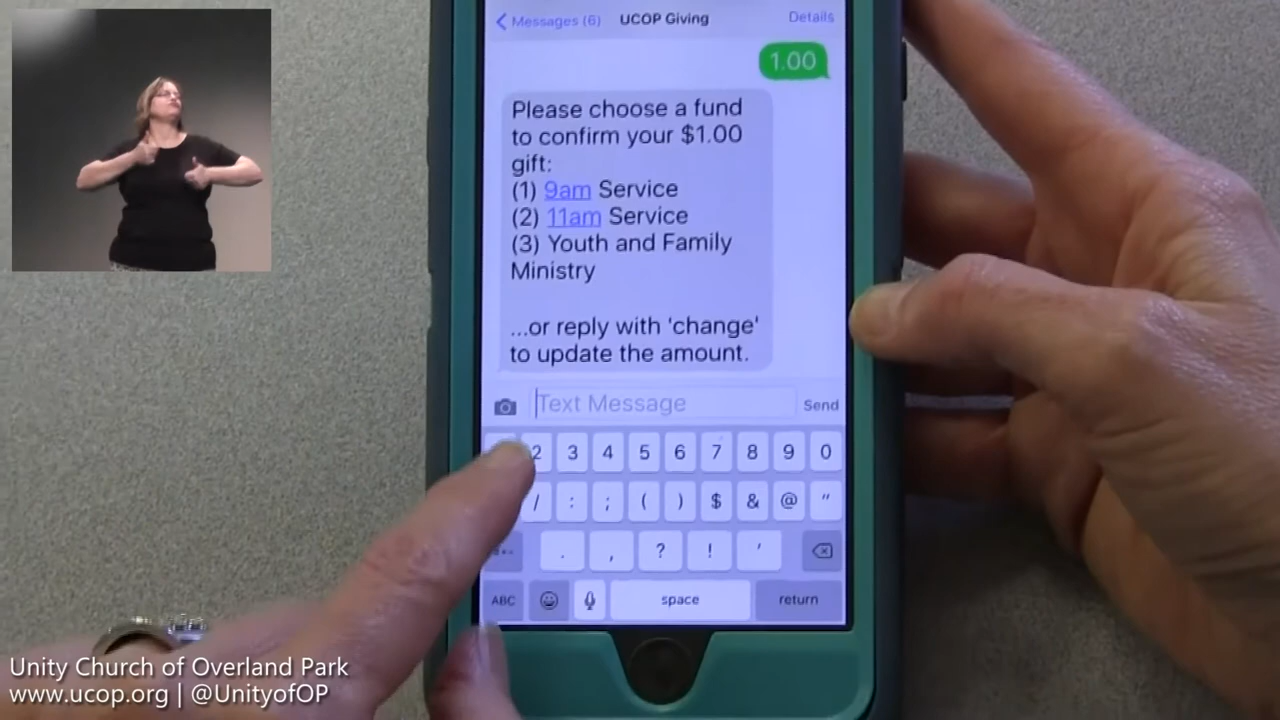 Messages (6)
UCOP Giving
Details
1.00
Please choose a fund
to confirm your $1.00
gift:
(1) 9am Service
(2) 11am Service
(3) Youth and Family
Ministry
...or reply with 'change'
to update the amount.
Text Message
Send
2 3 4 5 6 7 8 9 0
/ : ; ( ) $ & @ "
. , ? ! '
ABC
space
return
Unity Church of Overland Park
www.ucop.org | @UnityofOP